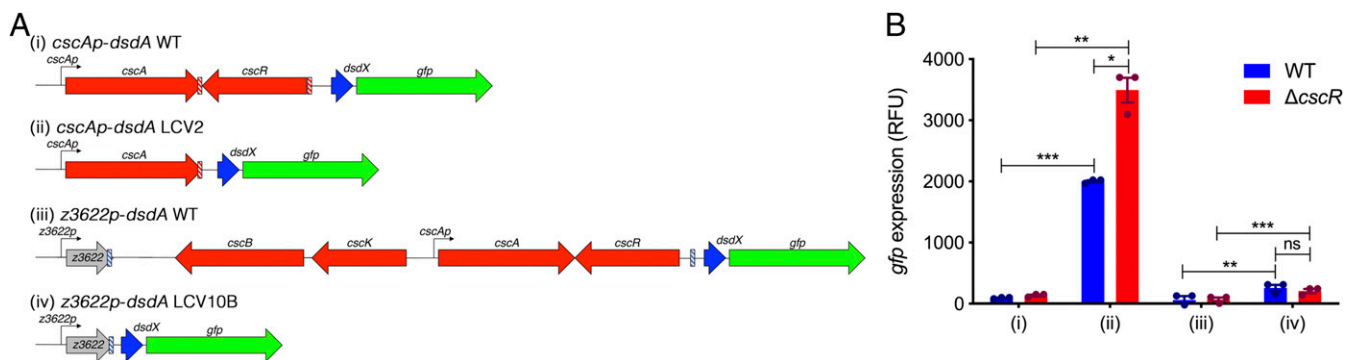 A
(i) cscAp-dsdA WT
cscAp
cscA cscR dsdX gfp
(ii) cscAp-dsdA LCV2
cscAp
cscA dsdX gfp
(iii) z3622p-dsdA WT
z3622p cscAp
z3622 cscB cscK cscA cscR dsdX gfp
(iv) z3622p-dsdA LCV10B
z3622p
z3622 dsdX gfp
B
gfp expression (RFU)
4000
3000
2000
1000
0
** 
*
***
***
ns
**
WT
ΔcscR
(i) (ii) (iii) (iv)